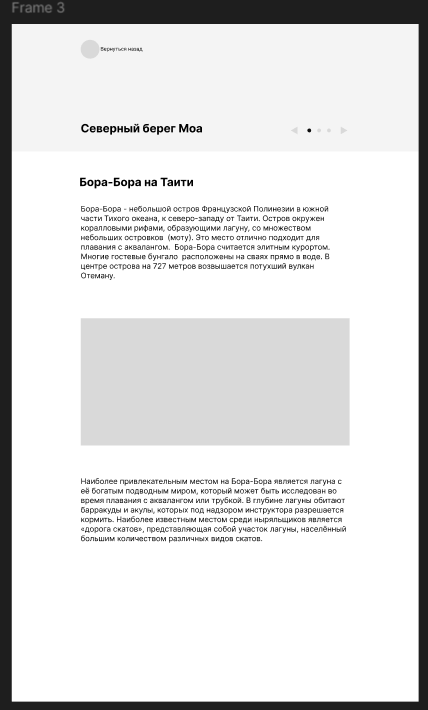 Frame 3
Вернуться назад
Северный берег Моа
Бора-Бора на Таити
Бора-Бора - небольшой остров Французской Полинезии в южной
части Тихого океана, к северо-западу от Таити. Остров окружен
коралловыми рифами, образующими лагуну, со множеством
небольших островков  (моту). Это место отлично подходит для
плавания с аквалангом.  Бора-Бора считается элитным курортом.
Многие гостевые бунгало  расположены на сваях прямо в воде. В
центре острова на 727 метров возвышается потухший вулкан
Отеману.
Наиболее привлекательным местом на Бора-Бора является лагуна с
её богатым подводным миром, который может быть исследован во
время плавания с аквалангом или трубкой. В глубине лагуны обитают
барракуды и акулы, которых под надзором инструктора разрешается
кормить. Наиболее известным местом среди ныряльщиков является
«дорога скатов», представляющая собой участок лагуны, населённый
большим количеством различных видов скатов.